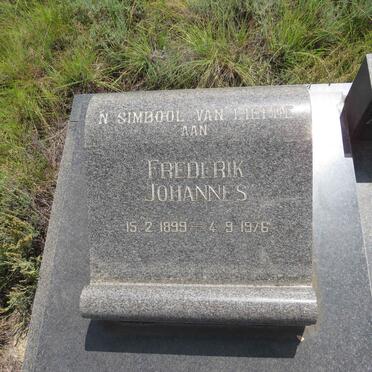 'N SIMBOOL VAN LIEFDE
AAN
FREDERIK
JOHANNES
15.2.1899 – 4.9.1976